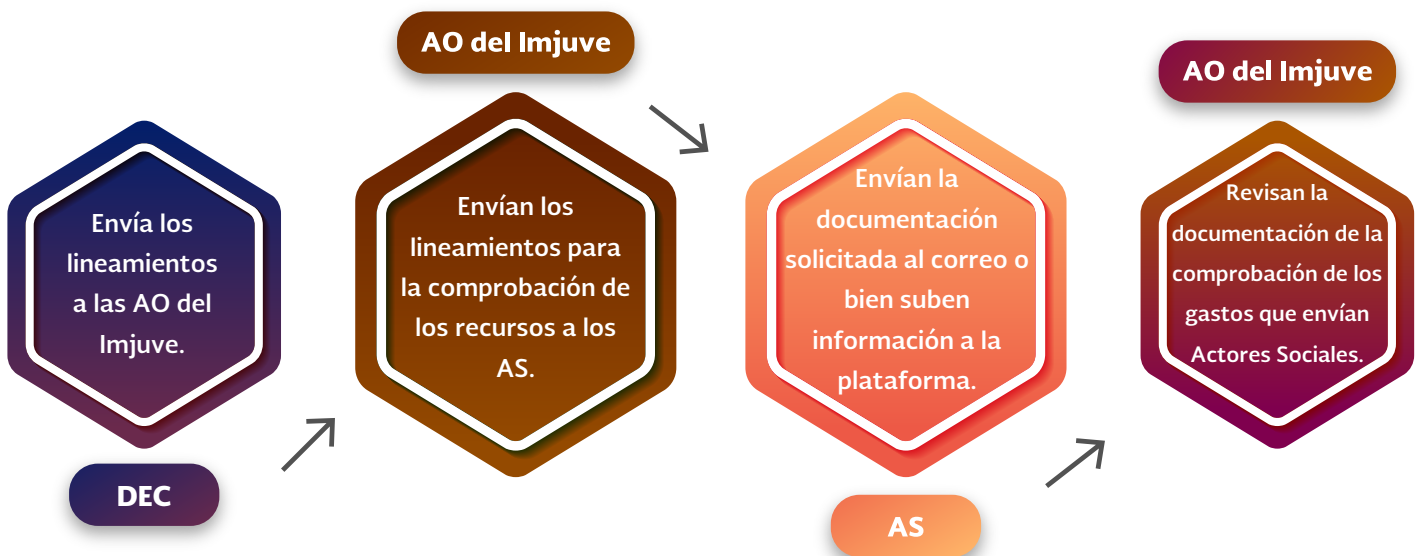 DEC
Envía los
lineamientos
a las AO del
Imjuve.
AO del Imjuve
Envían los
lineamientos para
la comprobación de
los recursos a los
AS.
AS
Envían la
documentación
solicitada al correo o
bien suben
información a la
plataforma.
AO del Imjuve
Revisan la
documentación de la
comprobación de los
gastos que envían
Actores Sociales.